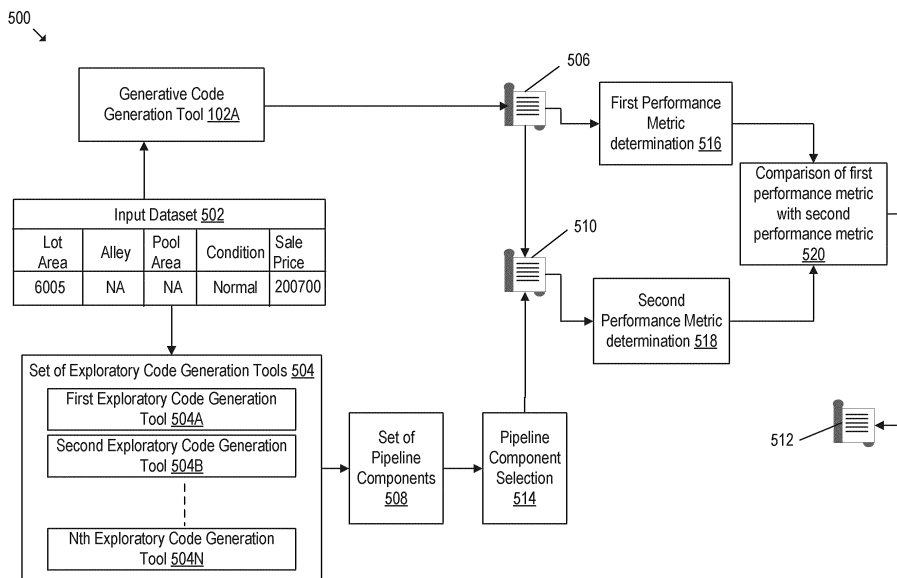 500
506
Generative Code
Generation Tool 102A
First Performance
Metric
determination 516
Comparison of first
performance metric
with second
performance metric
520
Input Dataset 502
Lot
Area
Alley
Pool
Area
Condition
Sale
Price
6005
NA
NA
Normal
200700
510
Second
Performance Metric
determination 518
Set of Exploratory Code Generation Tools 504
First Exploratory Code Generation
Tool 504A
Second Exploratory Code Generation
Tool 504B
Nth Exploratory Code Generation
Tool 504N
Set of
Pipeline
Components
508
Pipeline
Component
Selection
514
512